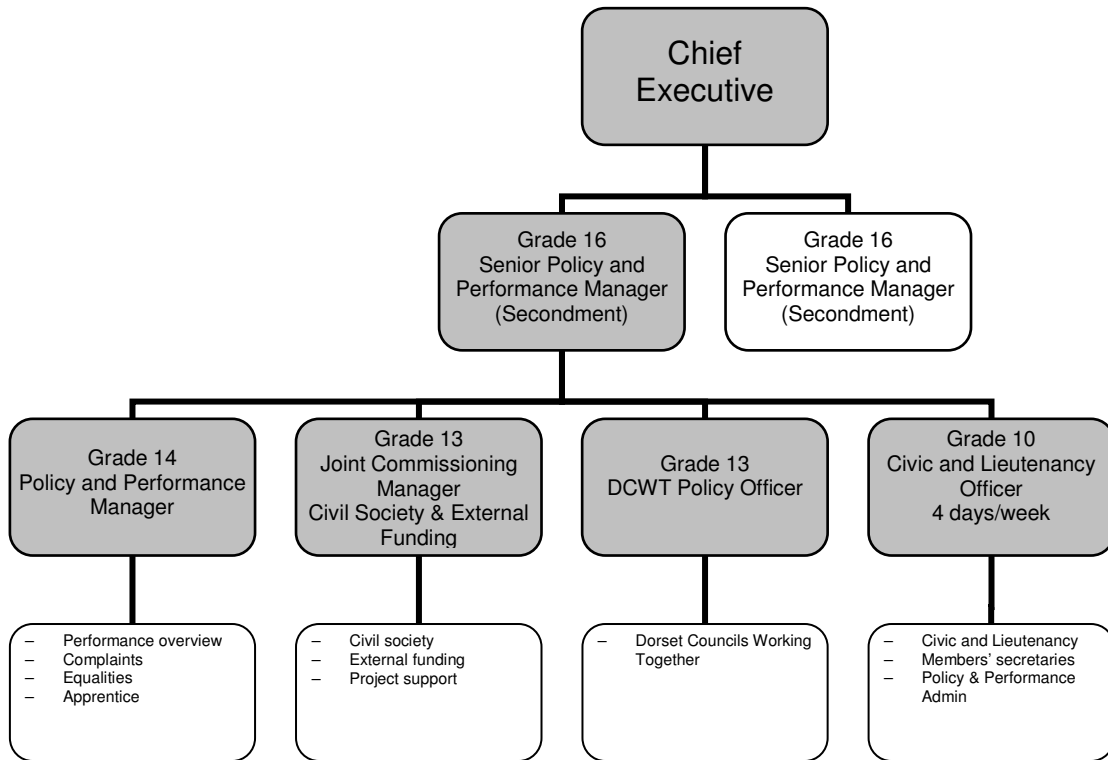 Chief
Executive
Grade 16
Senior Policy and
Performance Manager
(Secondment)
Grade 16
Senior Policy and
Performance Manager
(Secondment)
Grade 14
Policy and Performance
Manager
Grade 13
Joint Commissioning
Manager
Civil Society & External
Funding
Grade 13
DCWT Policy Officer
Grade 10
Civic and Lieutenancy
Officer
4 days/week
– Performance overview
– Complaints
– Equalities
– Apprentice
– Civil society
– External funding
– Project support
– Dorset Councils Working
Together
– Civic and Lieutenancy
– Members' secretaries
– Policy & Performance
Admin